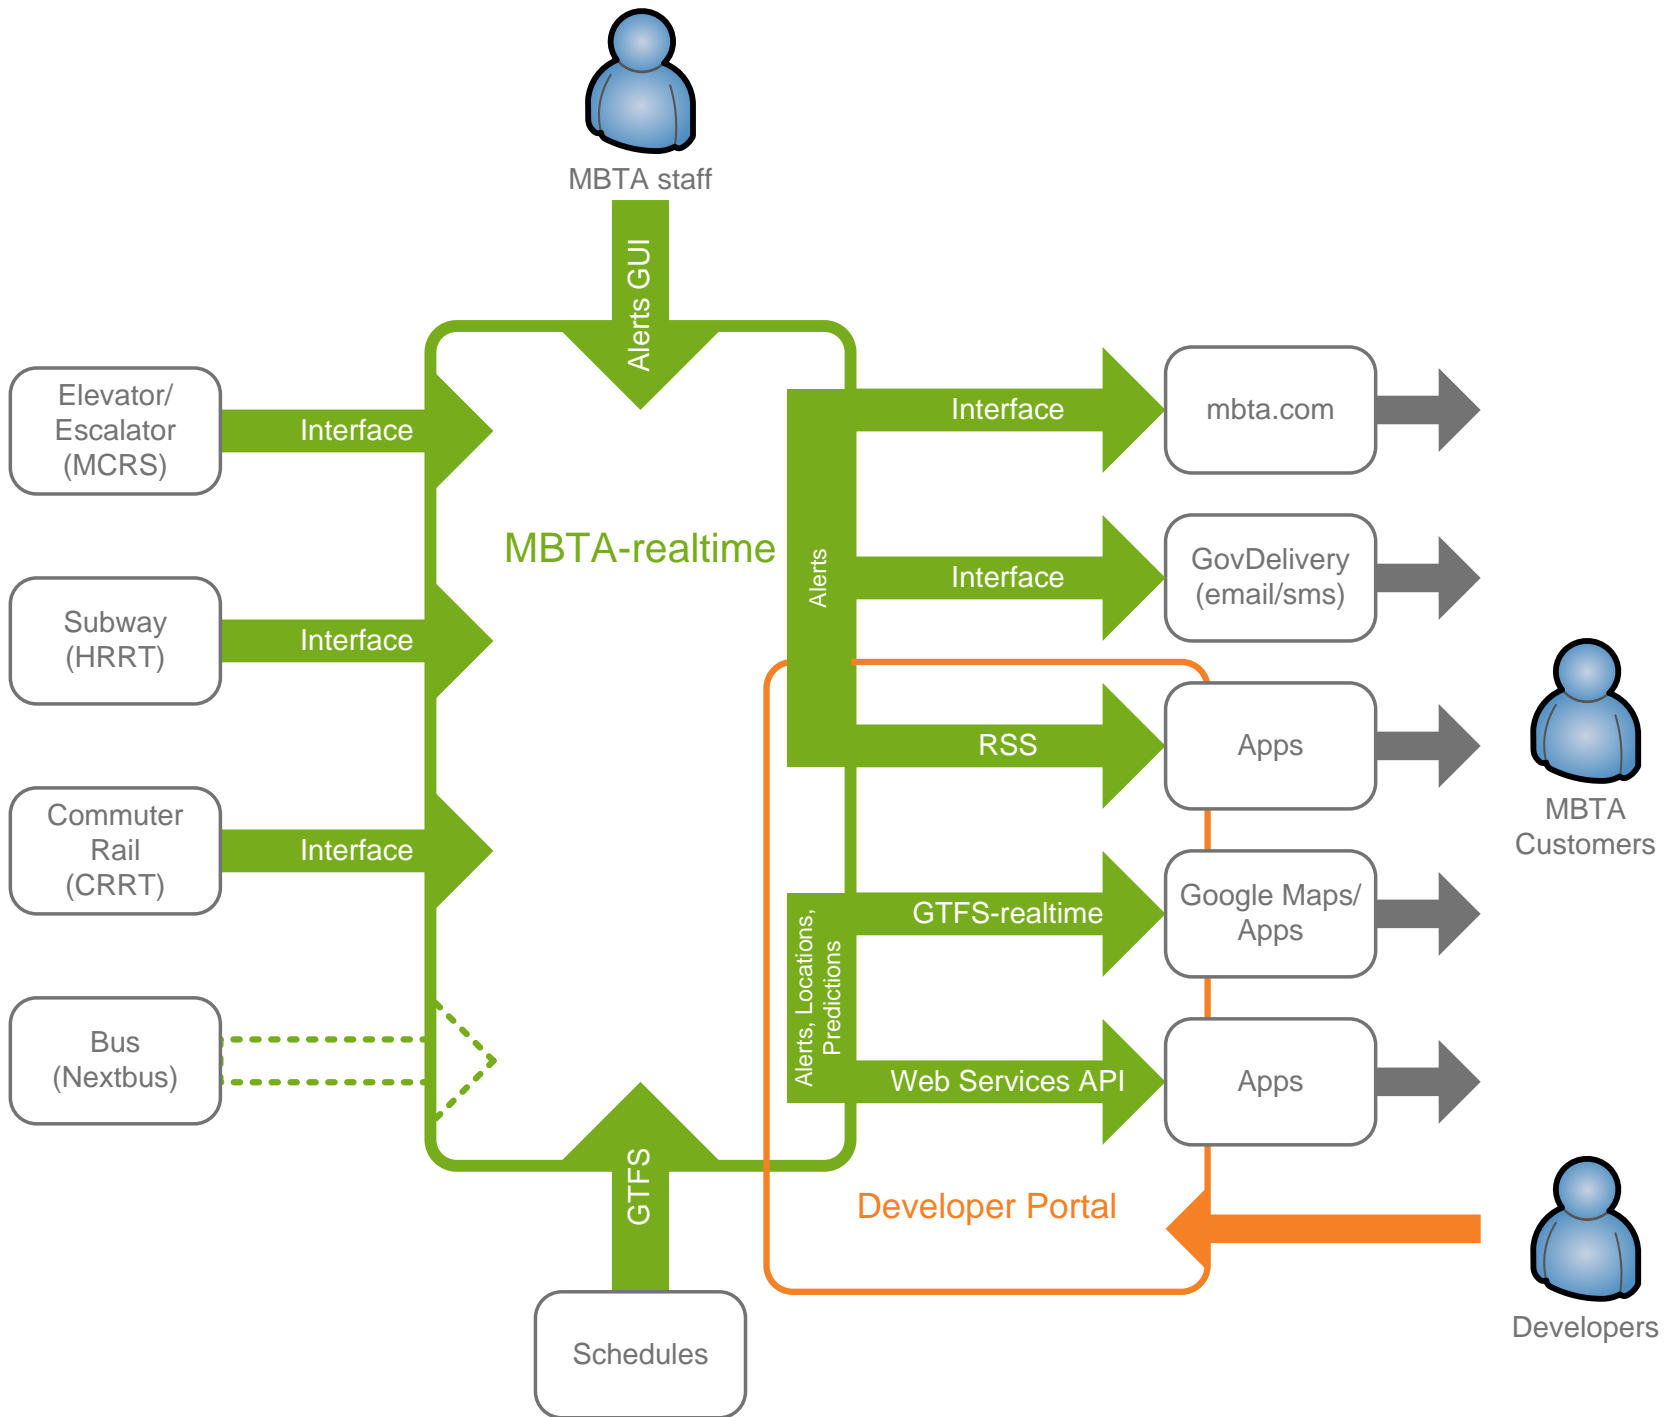 MBTA staff
Alerts GUI
Elevator/
Escalator
(MCRS)
Interface
Subway
(HRRT)
Interface
Commuter
Rail
(CRRT)
Interface
Bus
(Nextbus)
MBTA-realtime
Alerts
Interface
mbta.com
Interface
GovDelivery
(email/sms)
RSS
Apps
Alerts, Locations,
Predictions
GTFS-realtime
Google Maps/
Apps
Web Services API
Apps
MBTA
Customers
GTFS
Schedules
Developer Portal
Developers